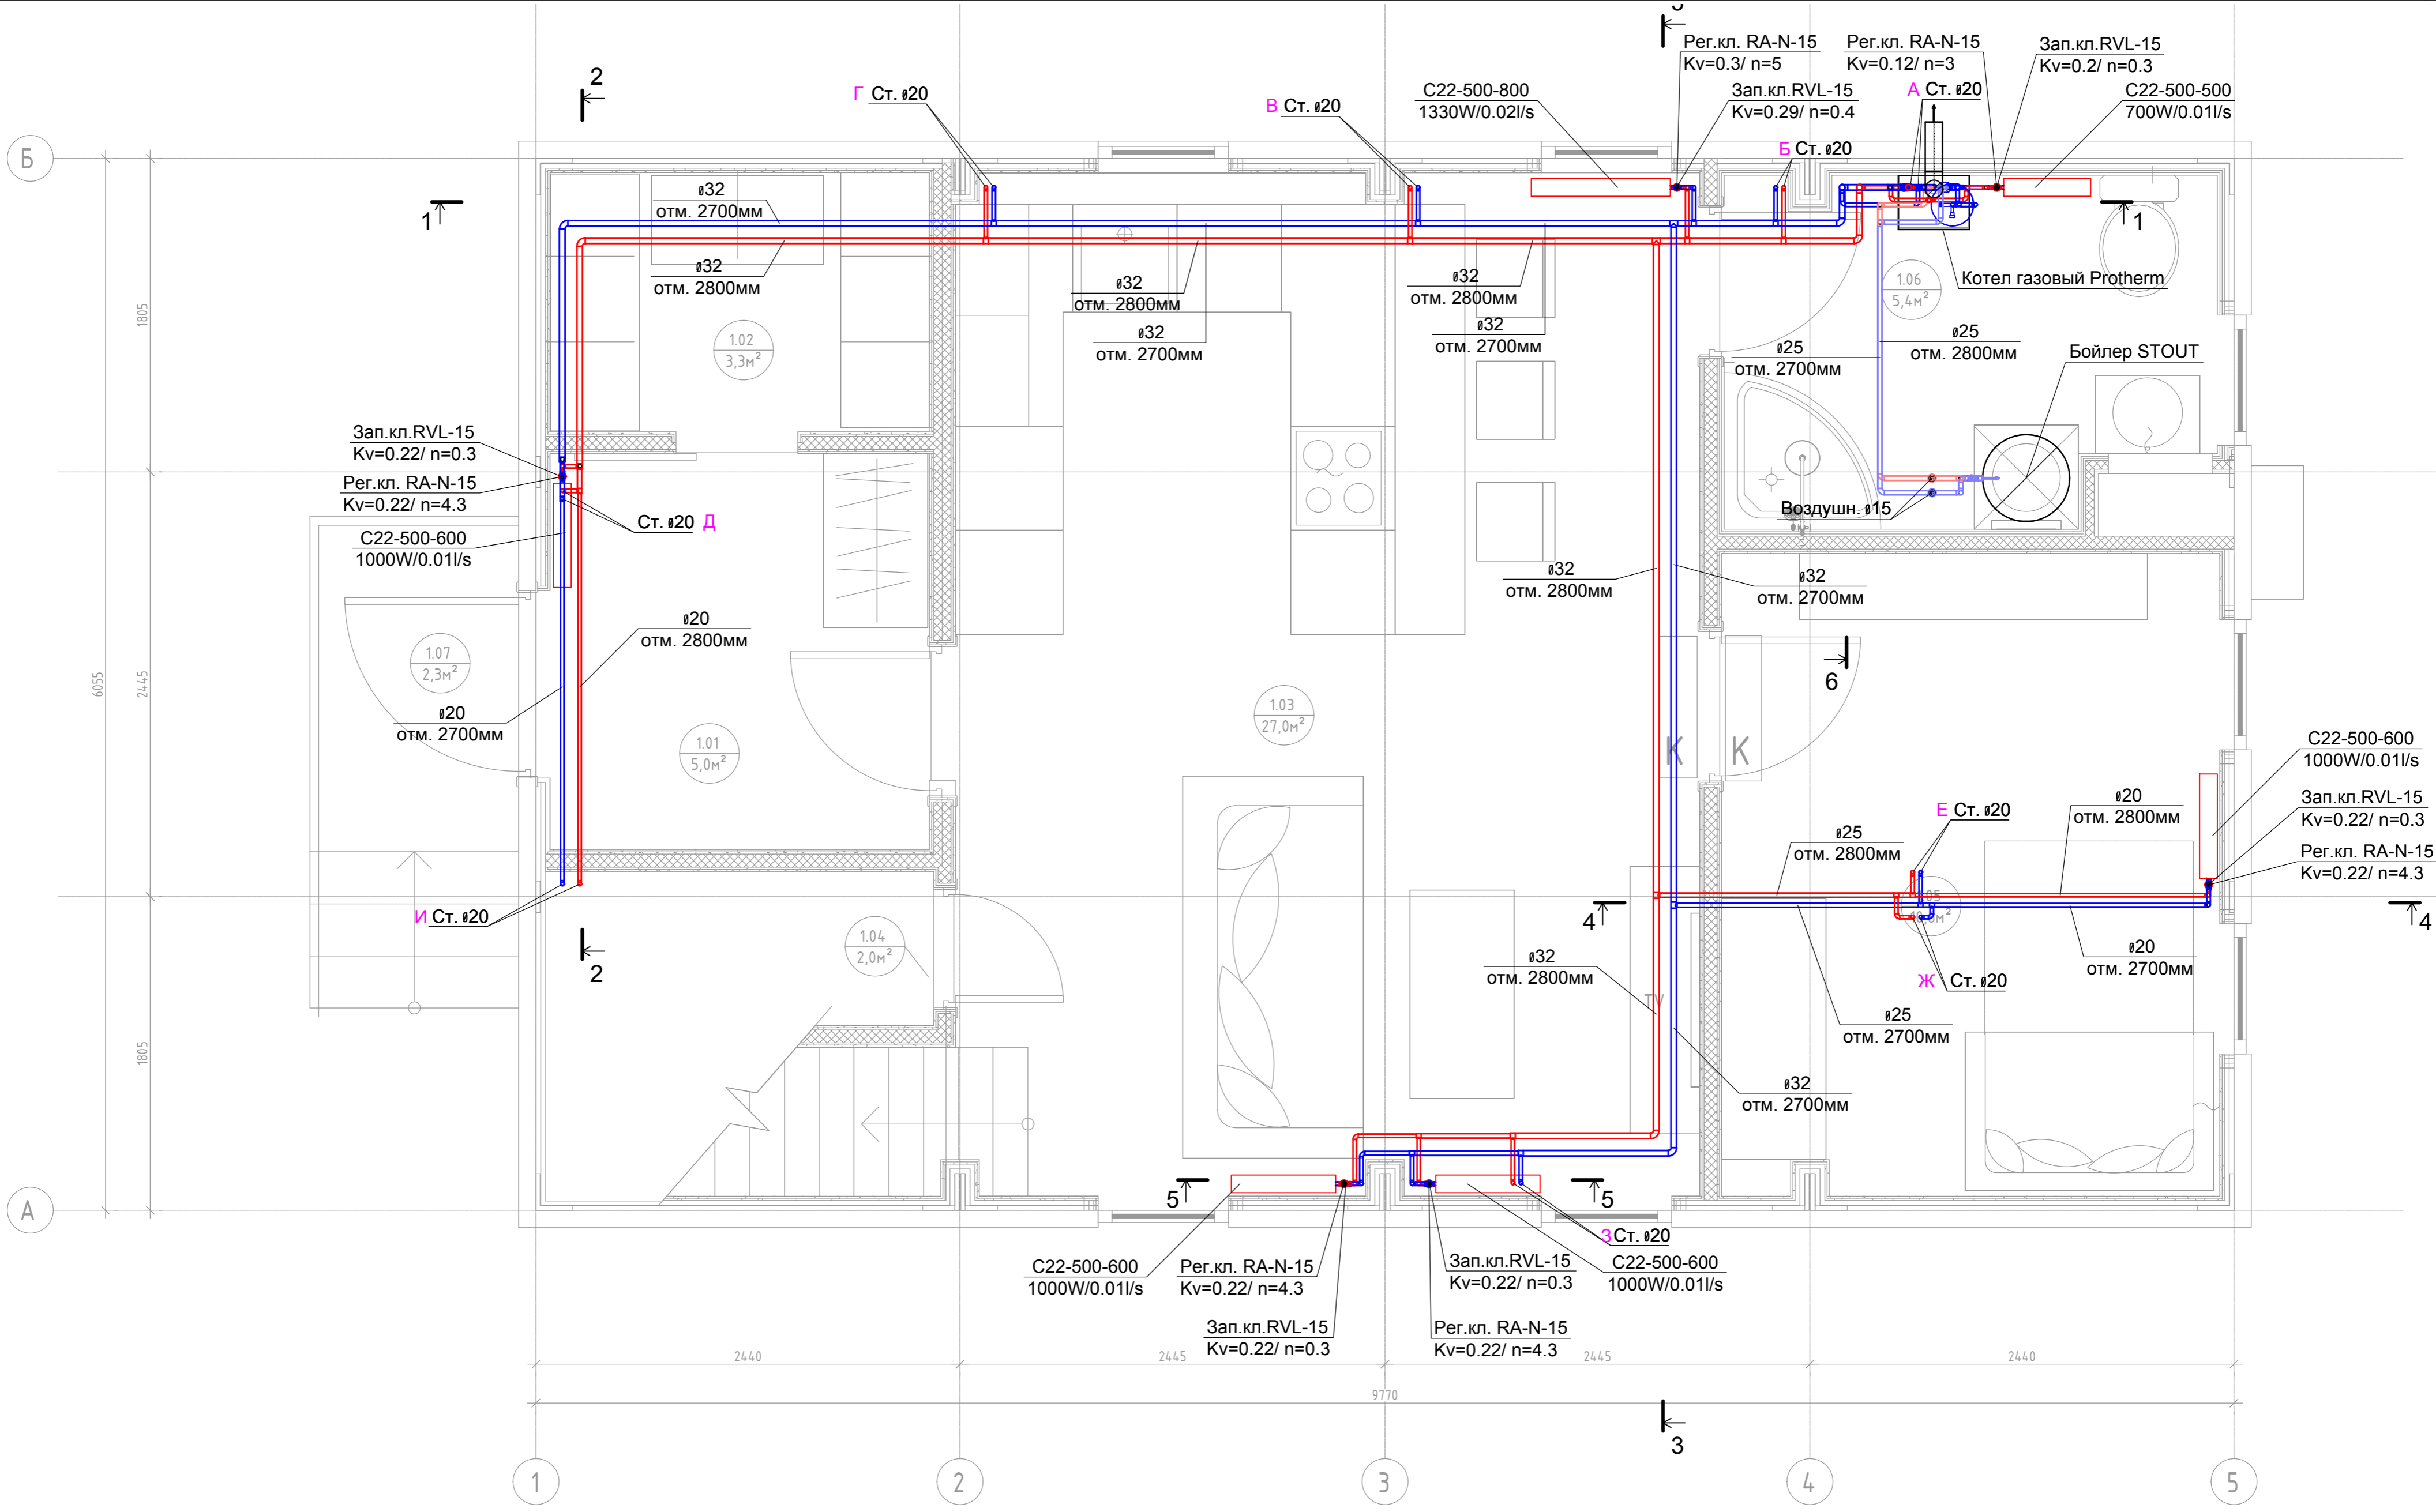 2
Г Ст. ø20
В Ст. ø20
С22-500-800
1330W/0.02l/s
Рег.кл. RA-N-15
Kv=0.3/ n=5
Зап.кл.RVL-15
Kv=0.29/ n=0.4
Рег.кл. RA-N-15
Kv=0.12/ n=3
А Ст. ø20
Зап.кл.RVL-15
Kv=0.2/ n=0.3
С22-500-500
700W/0.01l/s
Б Ст. ø20
Б
1
1
ø32
отм. 2700мм
ø32
отм. 2800мм
ø32
отм. 2800мм
ø32
отм. 2700мм
ø32
отм. 2800мм
ø32
отм. 2700мм
1.06
5,4м²
Котел газовый Protherm
1805
1.02
3,3м²
ø25
отм. 2700мм
ø25
отм. 2800мм
Бойлер STOUT
Зап.кл.RVL-15
Kv=0.22/ n=0.3
Рег.кл. RA-N-15
Kv=0.22/ n=4.3
С22-500-600
1000W/0.01l/s
Ст. ø20 Д
Воздушн. ø15
ø32
отм. 2800мм
ø32
отм. 2700мм
6055
2445
1.07
2,3м²
ø20
отм. 2800мм
ø20
отм. 2700мм
1.01
5,0м²
1.03
27,0м²
К
К
6
С22-500-600
1000W/0.01l/s
Зап.кл.RVL-15
Kv=0.22/ n=0.3
Рег.кл. RA-N-15
Kv=0.22/ n=4.3
ø25
отм. 2800мм
Е Ст. ø20
ø20
отм. 2800мм
И Ст. ø20
2
1.04
2,0м²
4
4
ø32
отм. 2800мм
TV
Ж Ст. ø20
ø20
отм. 2700мм
ø25
отм. 2700мм
1805
ø32
отм. 2700мм
А
5
5
З Ст. ø20
С22-500-600
1000W/0.01l/s
Рег.кл. RA-N-15
Kv=0.22/ n=4.3
Зап.кл.RVL-15
Kv=0.22/ n=0.3
С22-500-600
1000W/0.01l/s
Зап.кл.RVL-15
Kv=0.22/ n=0.3
Рег.кл. RA-N-15
Kv=0.22/ n=4.3
2440
2445
2445
2440
9770
3
1
2
3
4
5